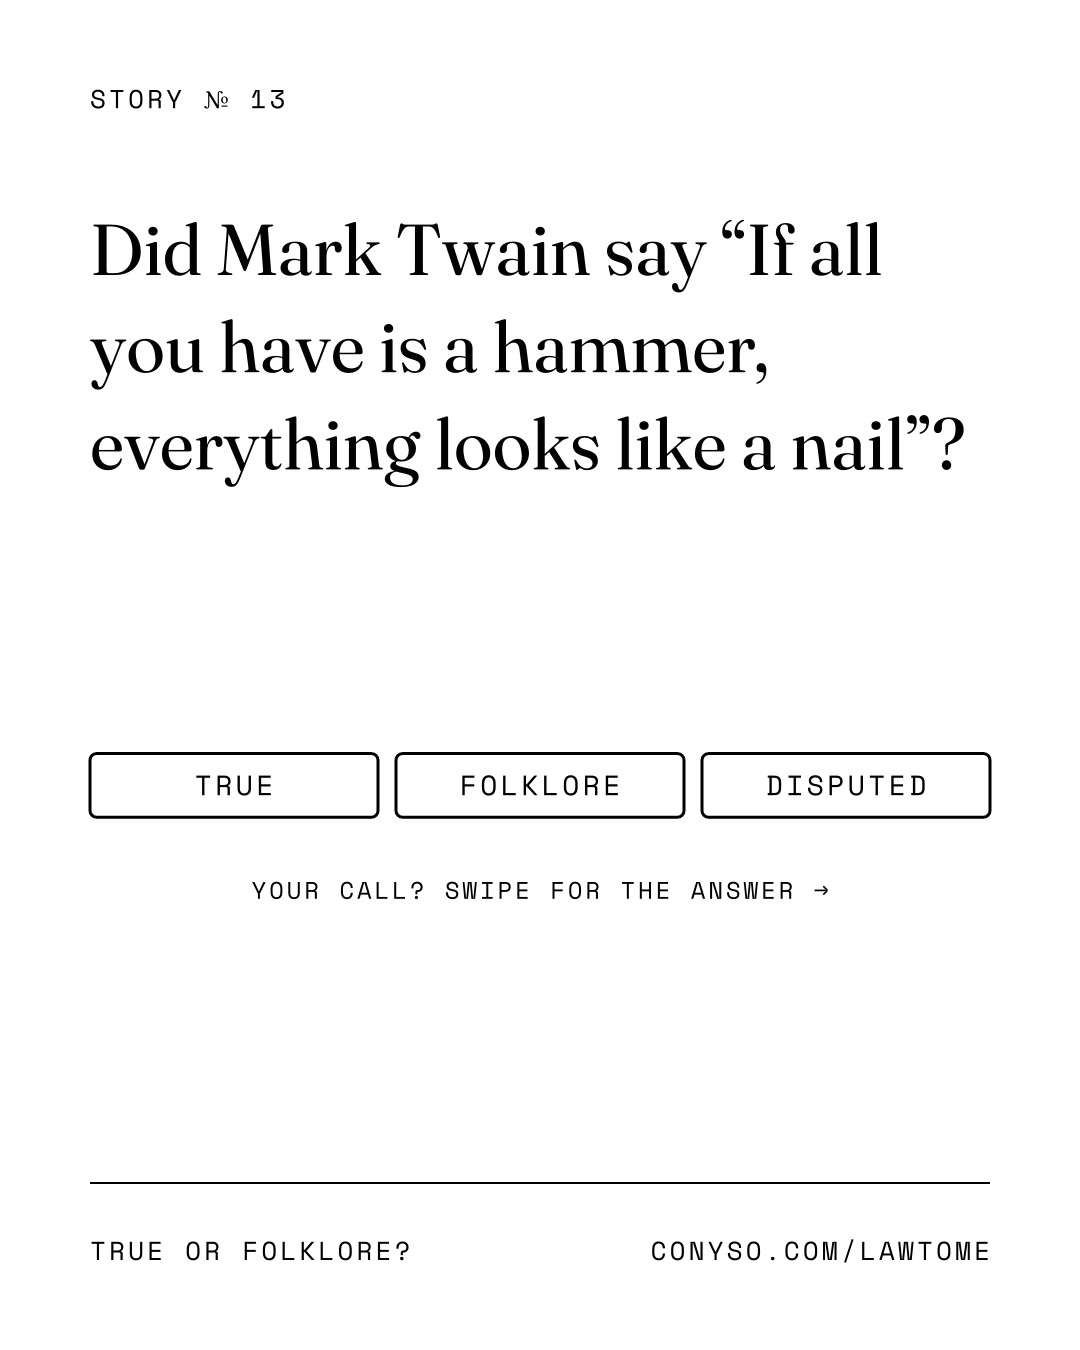 STORY № 13
Did Mark Twain say “If all
you have is a hammer,
everything looks like a nail”?
TRUE
FOLKLORE
DISPUTED
YOUR CALL? SWIPE FOR THE ANSWER →
TRUE OR FOLKLORE?
CONYSO.COM/LAWTOME